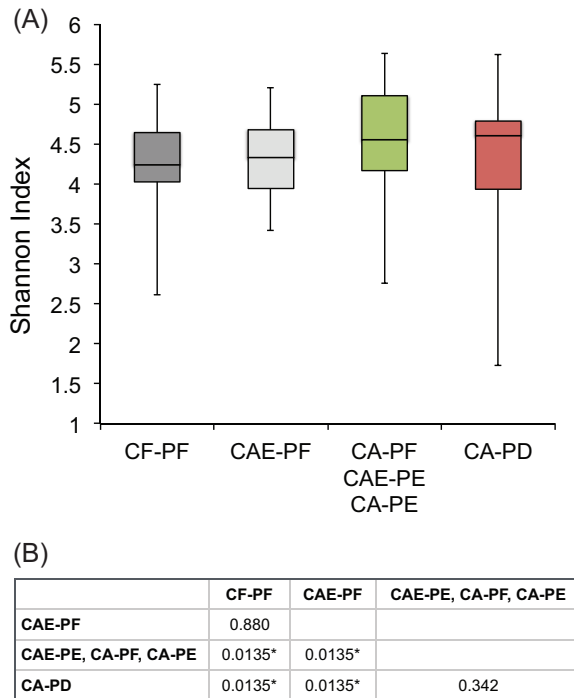 (A)
Shannon Index
6
5.5
5
4.5
4
3.5
3
2.5
2
1.5
1
CF-PF CAE-PF CA-PF CA-PD
CAE-PE
CA-PE
(B)
CF-PF CAE-PF CAE-PE, CA-PF, CA-PE
CAE-PF 0.880
CAE-PE, CA-PF, CA-PE 0.0135* 0.0135*
CA-PD 0.0135* 0.0135* 0.342